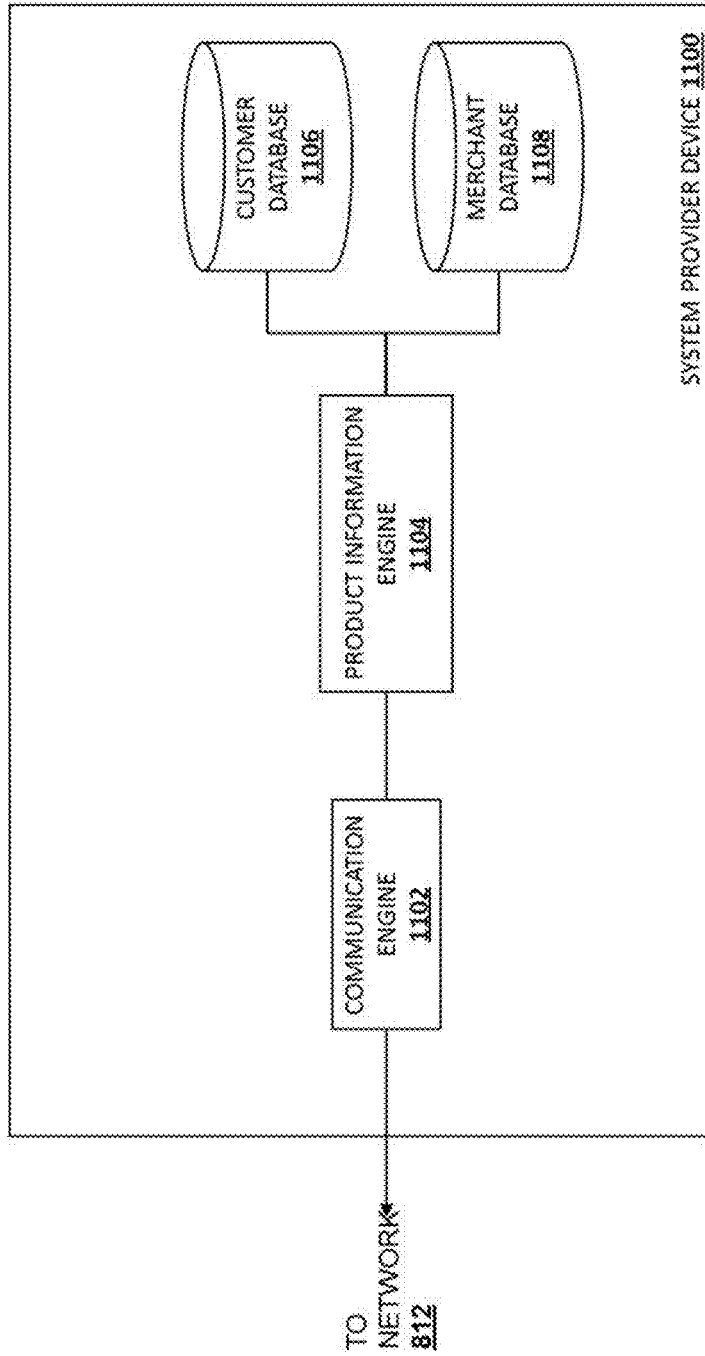 TO
NETWORK
812
COMMUNICATION
ENGINE
1102
PRODUCT INFORMATION
ENGINE
1104
CUSTOMER
DATABASE
1106
MERCHANT
DATABASE
1108
SYSTEM PROVIDER DEVICE 1100